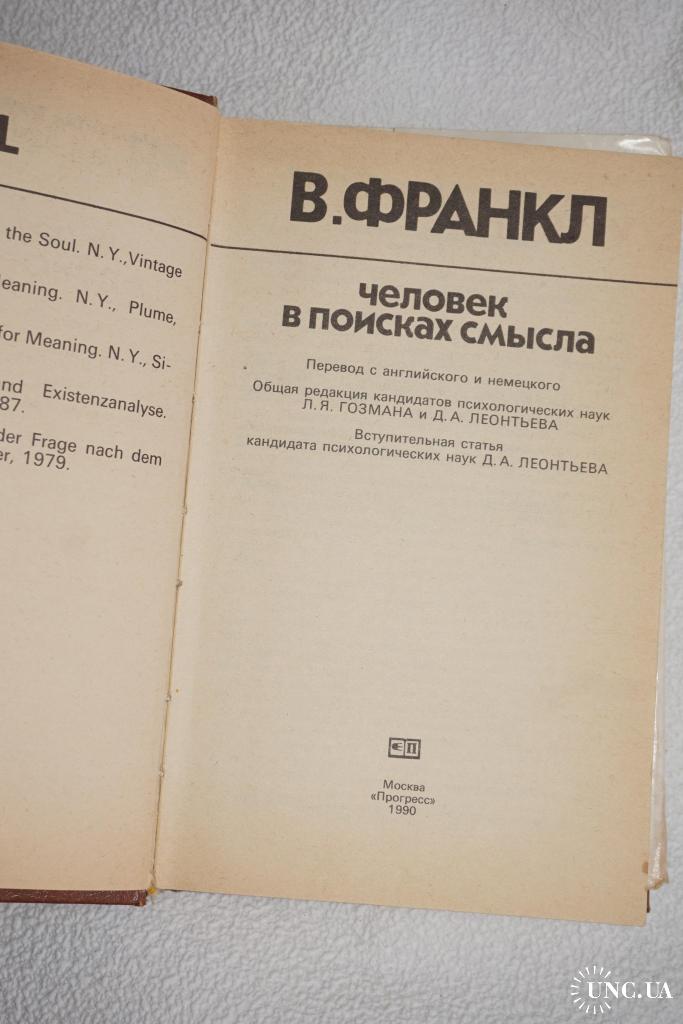 L
the Soul. N. Y., Vintage
Meaning. N. Y., Plume,
for Meaning. N. Y., Si-
und Existenzanalyse.
87.
der Frage nach dem
er, 1979.
В.ФРАНКЛ
человек
в поисках смысла
Перевод с английского и немецкого
Общая редакция кандидатов психологических наук
Л. Я. ГОЗМАНА и Д. А. ЛЕОНТЬЕВА
Вступительная статья
кандидата психологических наук Д. А. ЛЕОНТЬЕВА
П
Москва
«Прогресс»
1990
UNC.UA